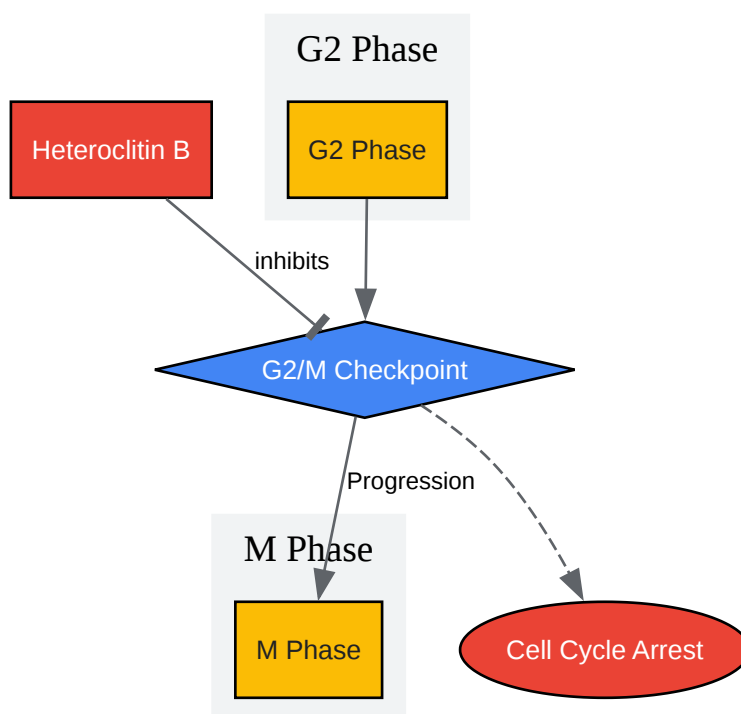 G2 Phase
Heteroclitin B
G2 Phase
inhibits
G2/M Checkpoint
Progression
M Phase
M Phase
Cell Cycle Arrest